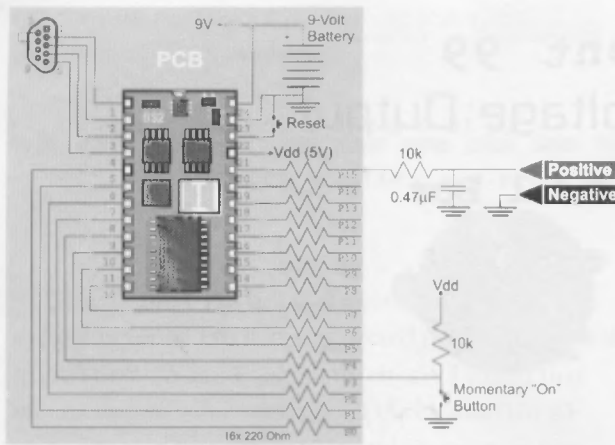 9V
9-Volt
Battery
PCB
Reset
Vdd (5V)
10k
Positive
0.47µF
Negative
P15
P14
P13
P12
P11
P10
P9
P8
Vdd
P7
P6
P5
10k
P4
P3
Momentary "On"
Button
P2
P1
P0
16x 220 Ohm